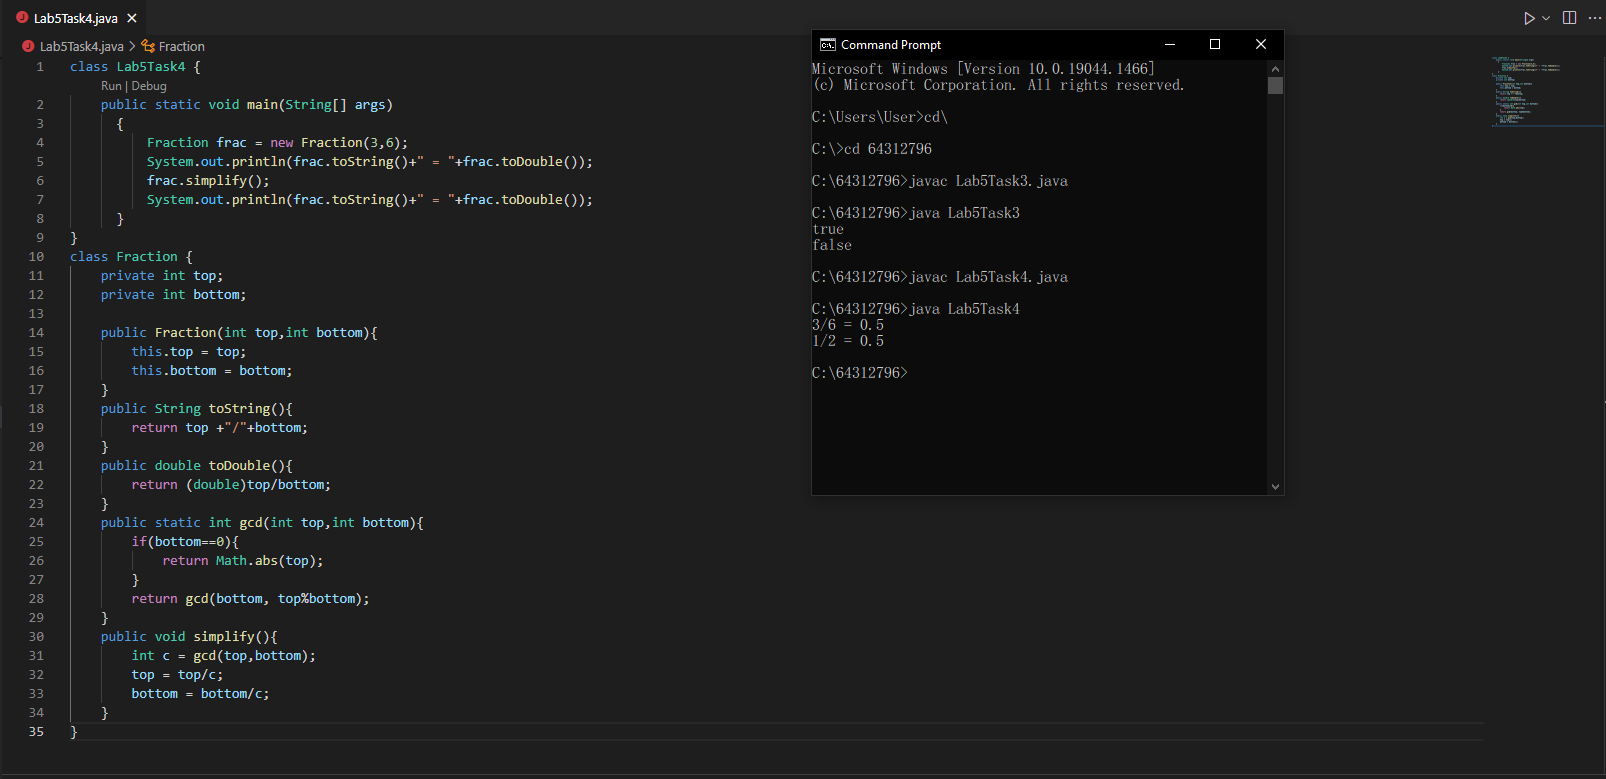 Lab5Task4.java
Lab5Task4.java > Fraction
1 class Lab5Task4 {
Run | Debug
2 public static void main(String[] args)
3 {
4 Fraction frac = new Fraction(3,6);
5 System.out.println(frac.toString()+" = "+frac.toDouble());
6 frac.simplify();
7 System.out.println(frac.toString()+" = "+frac.toDouble());
8 }
9 }
10 class Fraction {
11 private int top;
12 private int bottom;
13
14 public Fraction(int top,int bottom){
15 this.top = top;
16 this.bottom = bottom;
17 }
18 public String toString(){
19 return top +"/"+bottom;
20 }
21 public double toDouble(){
22 return (double)top/bottom;
23 }
24 public static int gcd(int top,int bottom){
25 if(bottom==0){
26 return Math.abs(top);
27 }
28 return gcd(bottom, top%bottom);
29 }
30 public void simplify(){
31 int c = gcd(top,bottom);
32 top = top/c;
33 bottom = bottom/c;
34 }
35 }
Command Prompt
Microsoft Windows [Version 10.0.19044.1466]
(c) Microsoft Corporation. All rights reserved.
C:\Users\User>cd\
C:\>cd 64312796
C:\64312796>javac Lab5Task3.java
C:\64312796>java Lab5Task3
true
false
C:\64312796>javac Lab5Task4.java
C:\64312796>java Lab5Task4
3/6 = 0.5
1/2 = 0.5
C:\64312796>